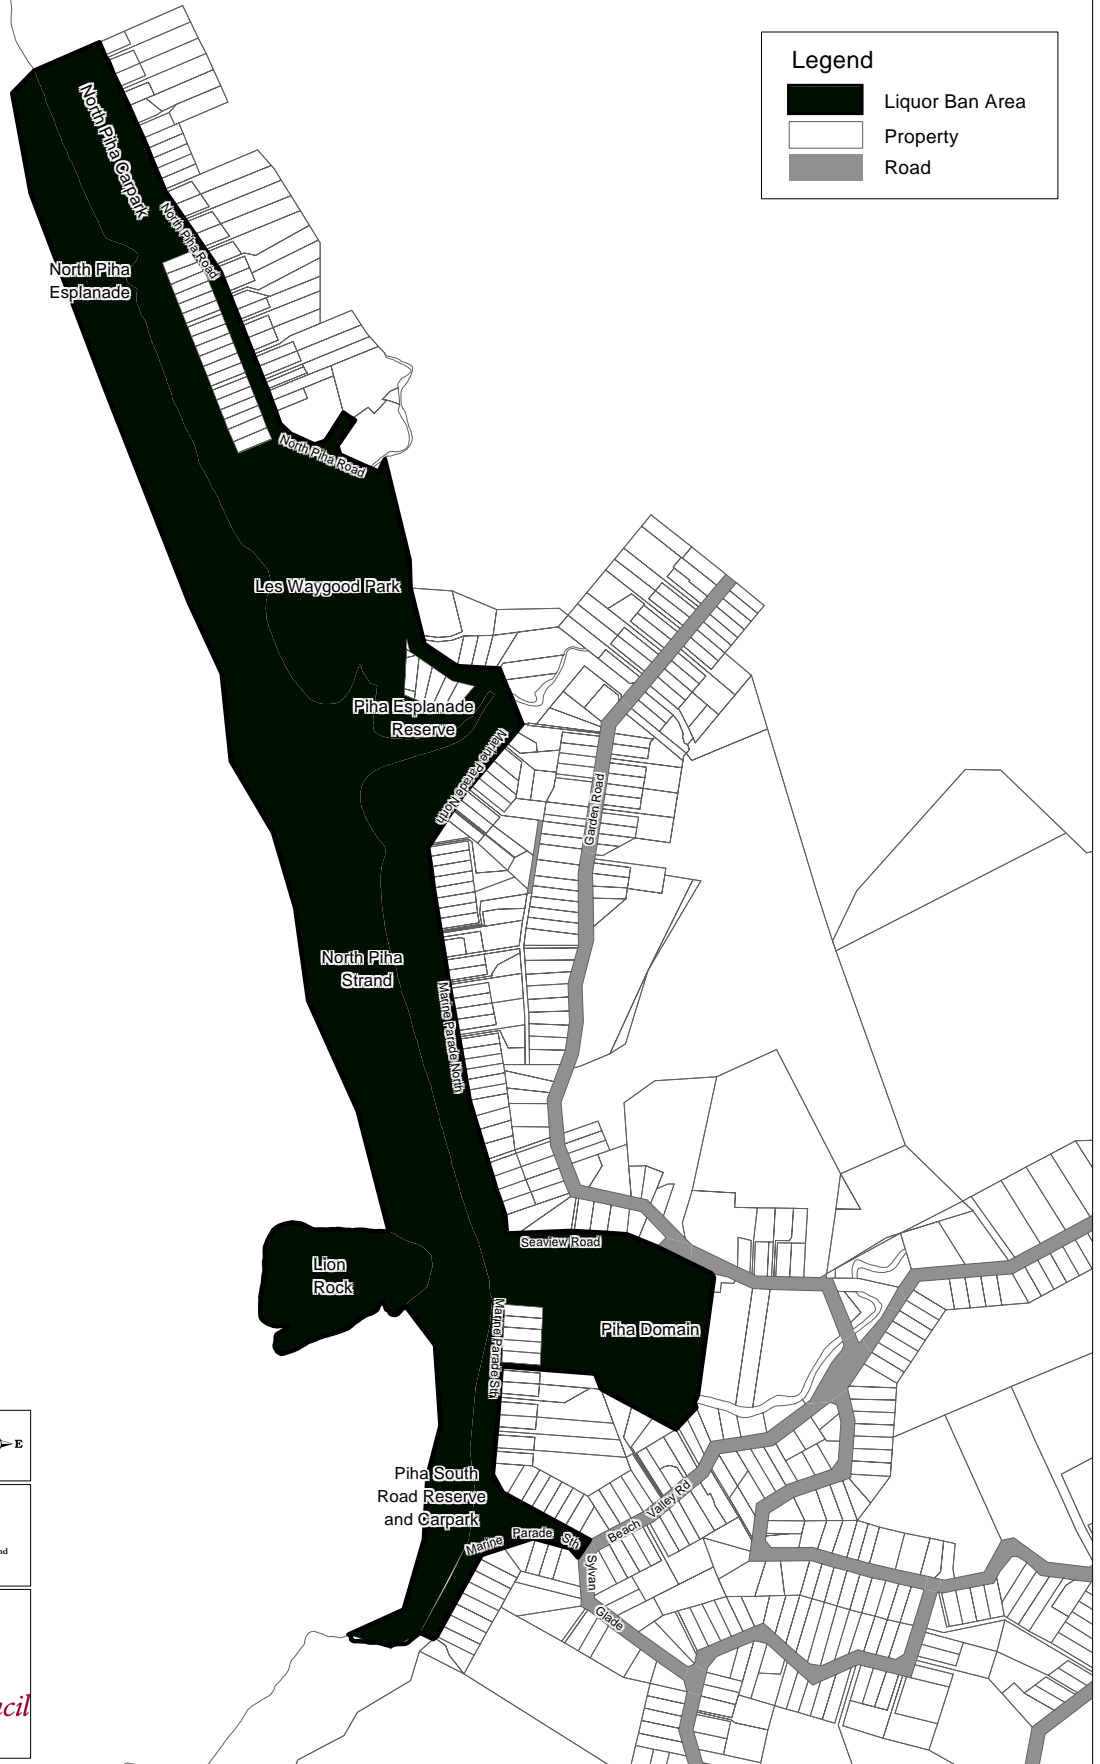 Legend
Liquor Ban Area
Property
Road
North Piha Carpark
North Piha Road
North Piha
Esplanade
North Piha Road
Les Waygood Park
Piha Esplanade
Reserve
Marine Parade North
Garden Road
North Piha
Strand
Marine Parade North
Seaview Road
Lion
Rock
Marine Parade Sth
Piha Domain
E
Piha South
Road Reserve
and Carpark
Marine Parade Sth
Beach Valley Rd
Sylvan
Glade
nd
cil